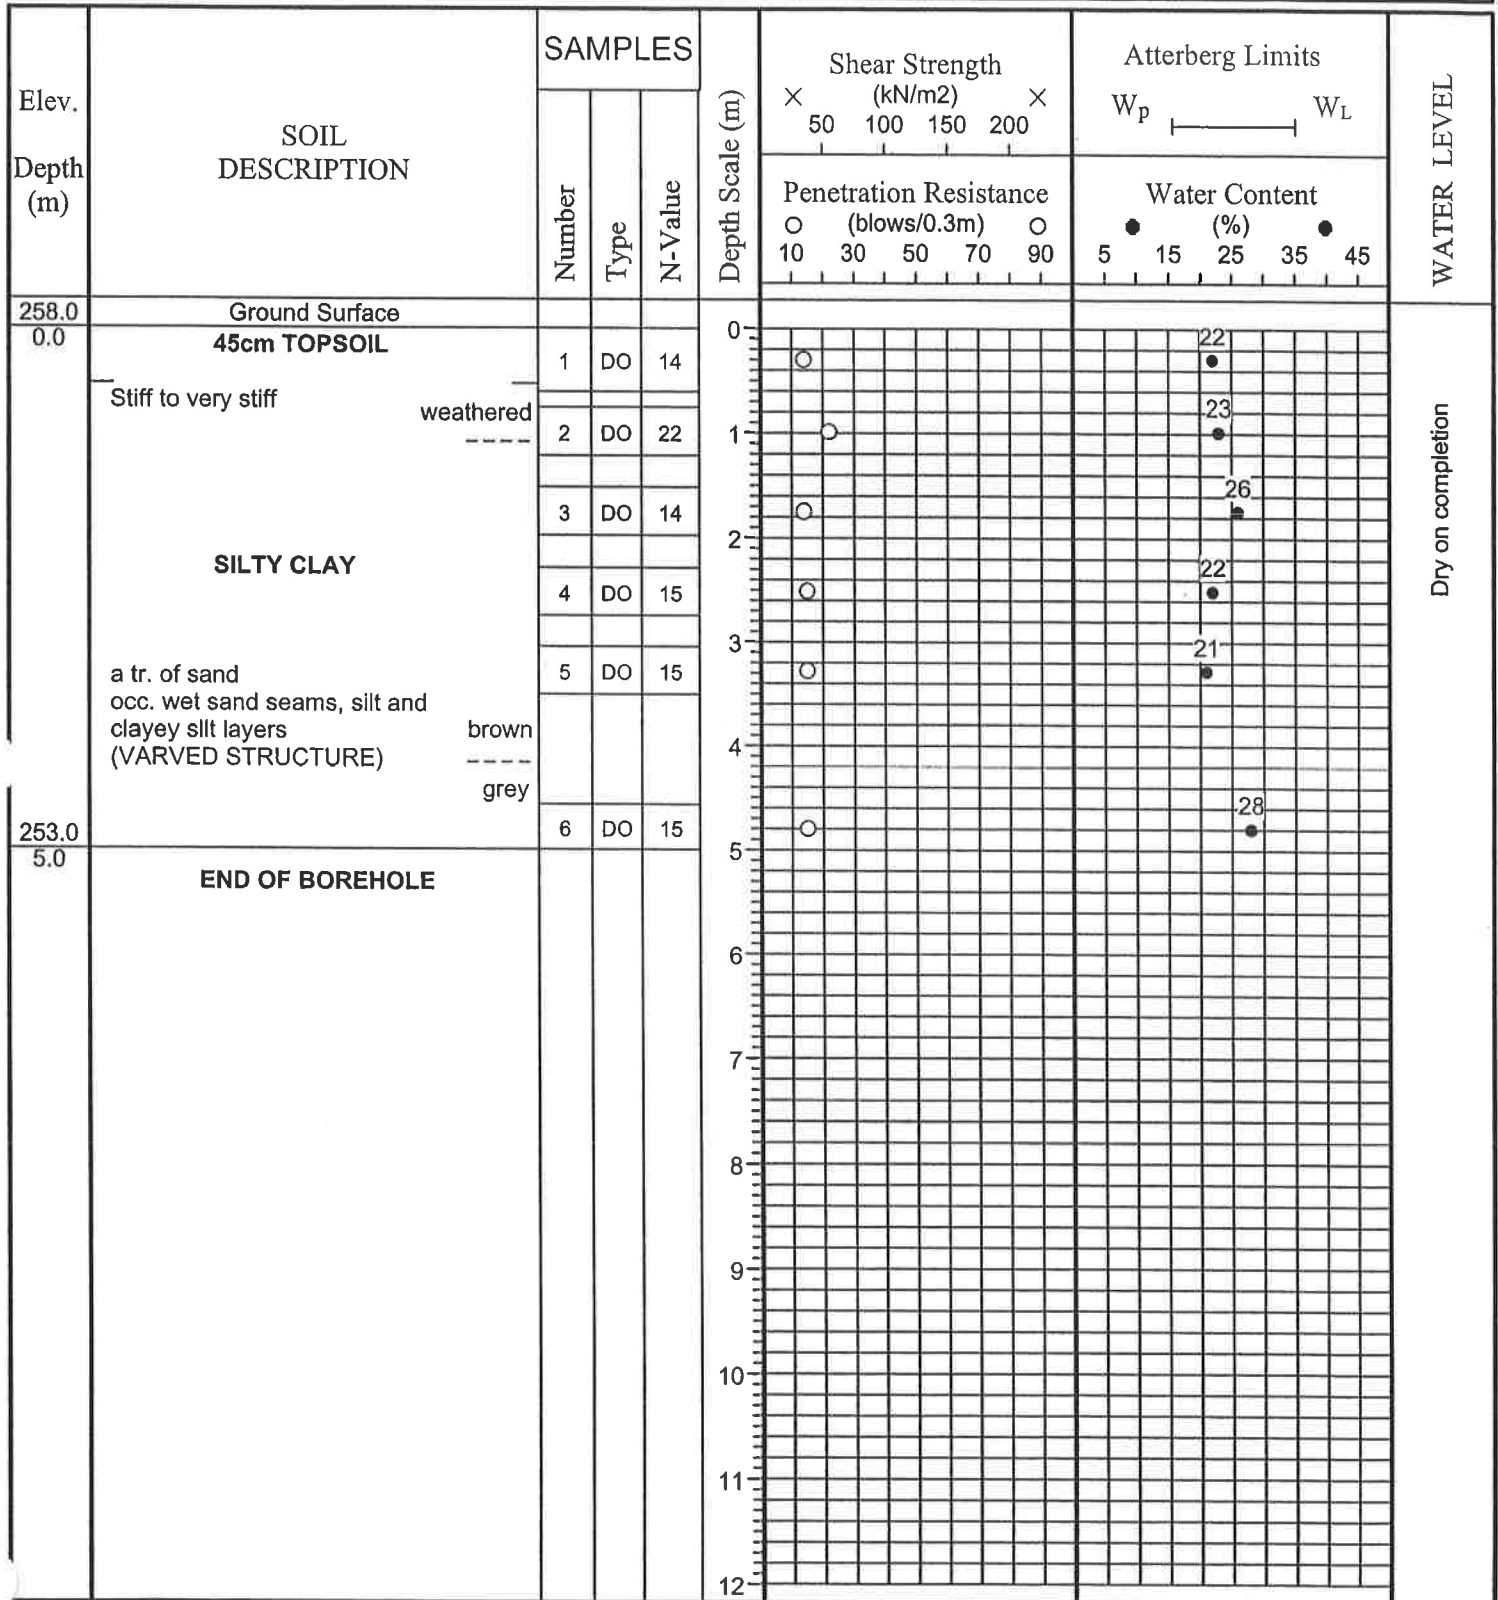 Elev.
Depth
(m)
SOIL
DESCRIPTION
SAMPLES
Number
Type
N-Value
Depth Scale (m)
Shear Strength
× (kN/m2) ×
50 100 150 200
Penetration Resistance
○ (blows/0.3m) ○
10 30 50 70 90
Atterberg Limits
Wp WL
Water Content
● (%) ●
5 15 25 35 45
WATER LEVEL
258.0 Ground Surface
0.0 45cm TOPSOIL
1 DO 14
Stiff to very stiff
weathered
2 DO 22
3 DO 14
SILTY CLAY
4 DO 15
a tr. of sand
5 DO 15
occ. wet sand seams, silt and
clayey silt layers brown
(VARVED STRUCTURE)
grey
253.0
6 DO 15
5.0
END OF BOREHOLE
0
1
2
3
4
5
6
7
8
9
10
11
12
22
23
26
22
21
28
Dry on completion